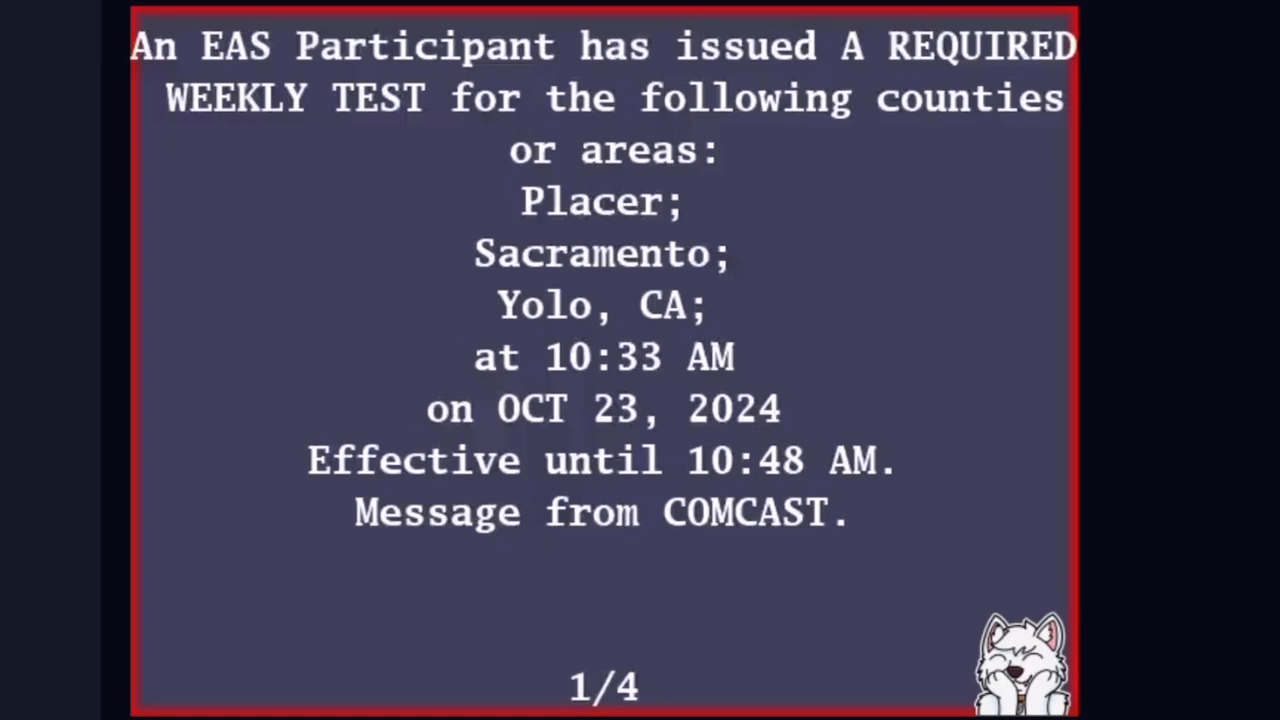 An EAS Participant has issued A REQUIRED
WEEKLY TEST for the following counties
or areas:
Placer;
Sacramento;
Yolo, CA;
at 10:33 AM
on OCT 23, 2024
Effective until 10:48 AM.
Message from COMCAST.
1/4